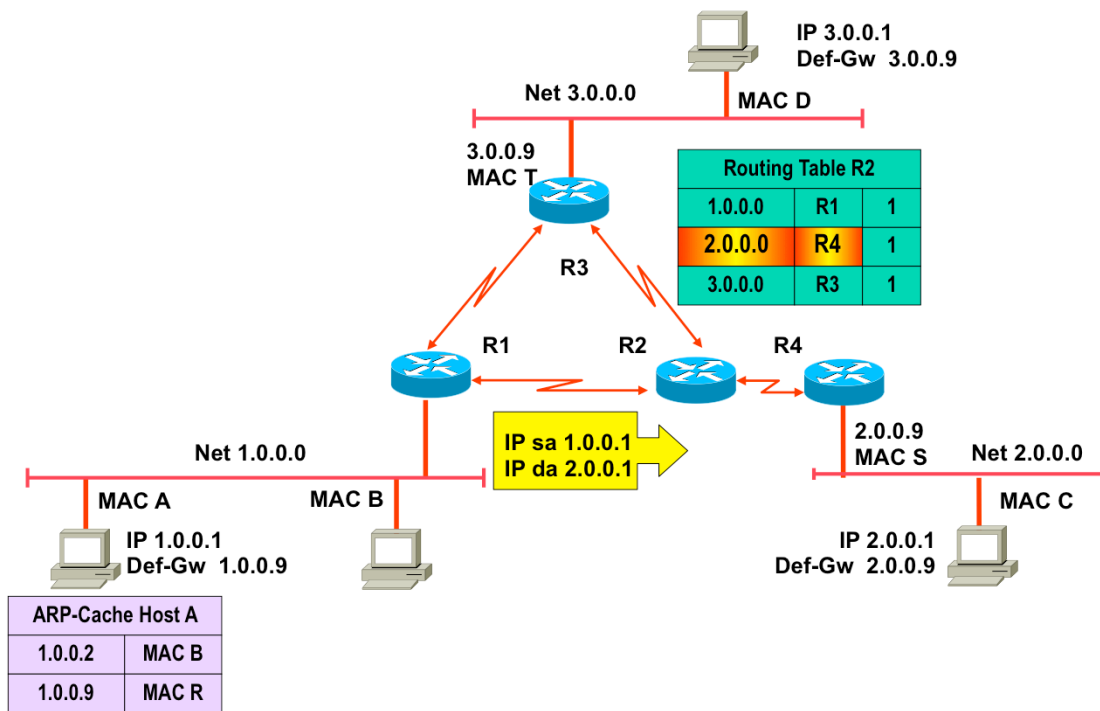 IP 3.0.0.1
Def-Gw 3.0.0.9
Net 3.0.0.0
MAC D
3.0.0.9
MAC T
Routing Table R2
1.0.0.0 R1 1
2.0.0.0 R4 1
3.0.0.0 R3 1
R3
R1
R2
R4
IP sa 1.0.0.1
IP da 2.0.0.1
2.0.0.9
MAC S
Net 1.0.0.0
Net 2.0.0.0
MAC A
MAC B
MAC C
IP 1.0.0.1
Def-Gw 1.0.0.9
IP 2.0.0.1
Def-Gw 2.0.0.9
ARP-Cache Host A
1.0.0.2 MAC B
1.0.0.9 MAC R